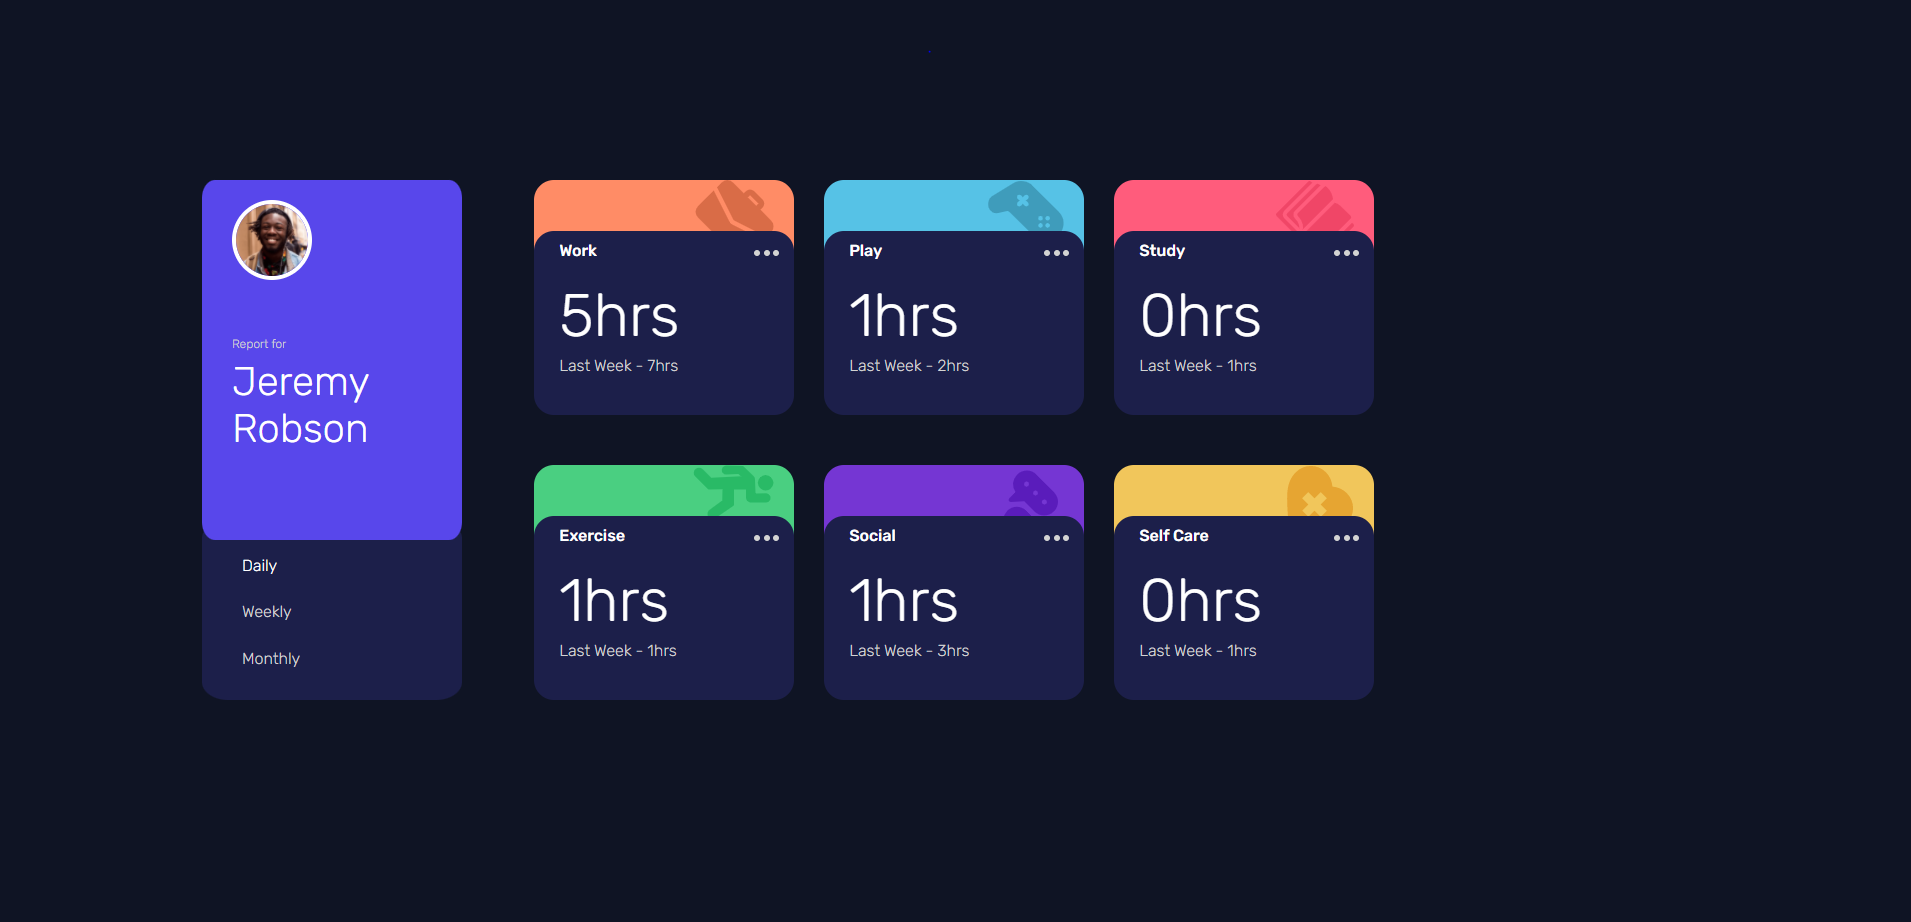 Report for
Jeremy
Robson
Daily
Weekly
Monthly
Work
5hrs
Last Week - 7hrs
Play
1hrs
Last Week - 2hrs
Study
0hrs
Last Week - 1hrs
Exercise
1hrs
Last Week - 1hrs
Social
1hrs
Last Week - 3hrs
Self Care
0hrs
Last Week - 1hrs